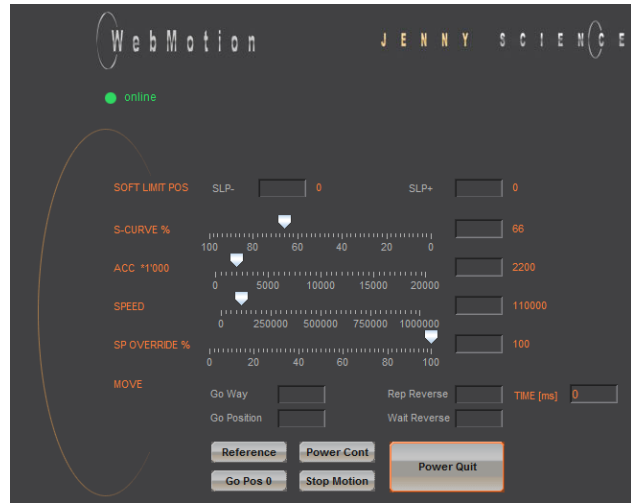 WebMotion JENNY SCIENCE
online
SOFT LIMIT POS SLP- 0 SLP+ 0
S-CURVE % 66
100 80 60 40 20 0
ACC *1'000 2200
0 5000 10000 15000 20000
SPEED 110000
0 250000 500000 750000 1000000
SP OVERRIDE % 100
0 20 40 60 80 100
MOVE
Go Way Rep Reverse TIME [ms] 0
Go Position Wait Reverse
Reference Power Cont Power Quit
Go Pos 0 Stop Motion